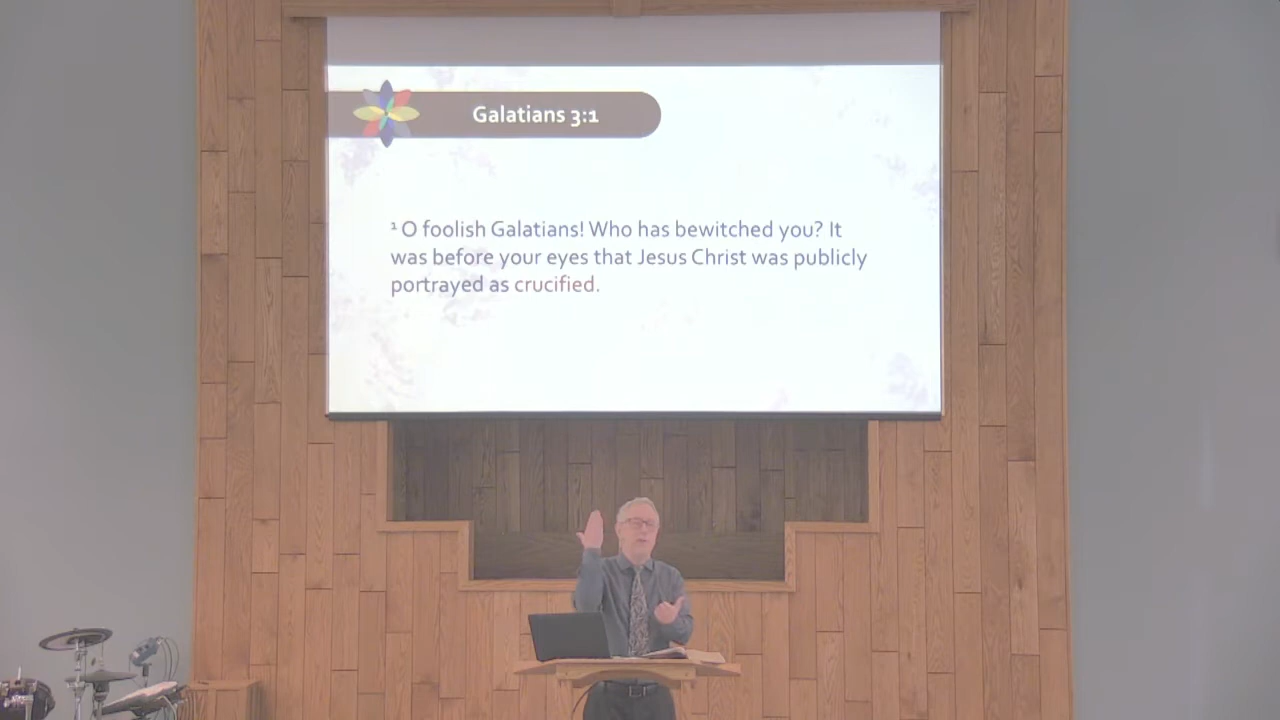 Galatians 3:1
¹ O foolish Galatians! Who has bewitched you? It
was before your eyes that Jesus Christ was publicly
portrayed as crucified.